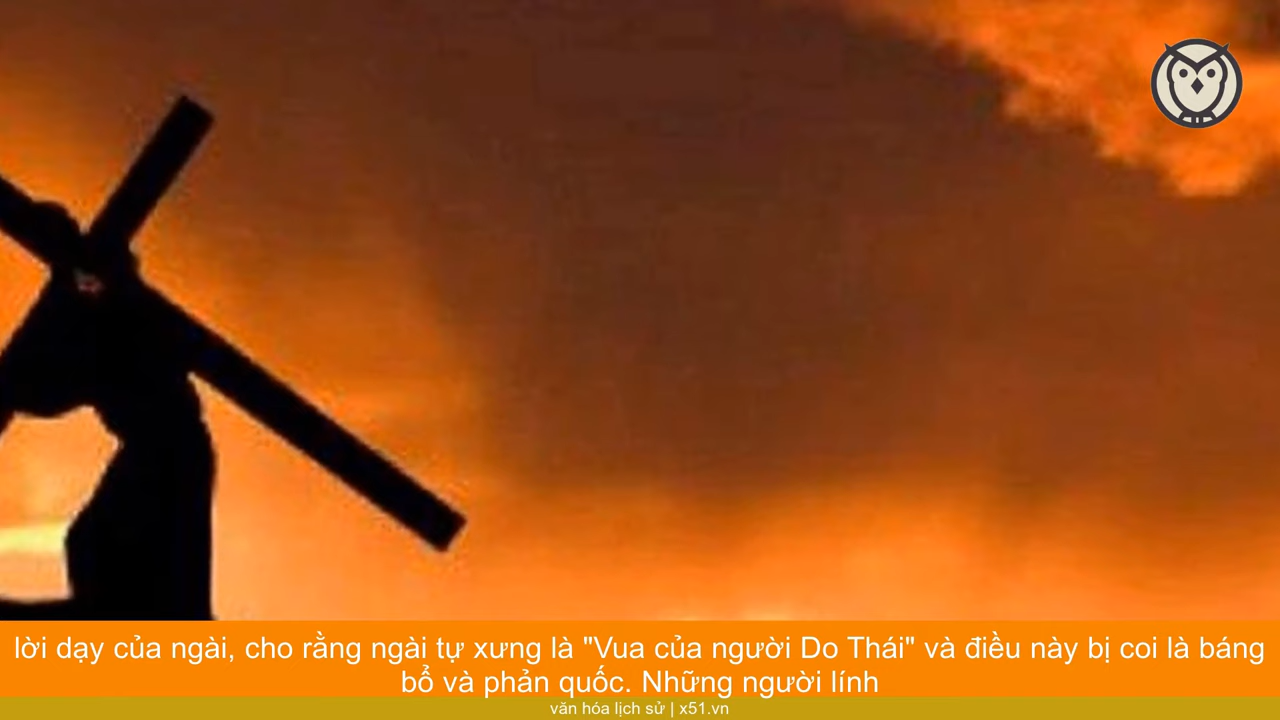 lời dạy của ngài, cho rằng ngài tự xưng là "Vua của người Do Thái" và điều này bị coi là báng
bổ và phản quốc. Những người lính
văn hóa lịch sử | x51.vn